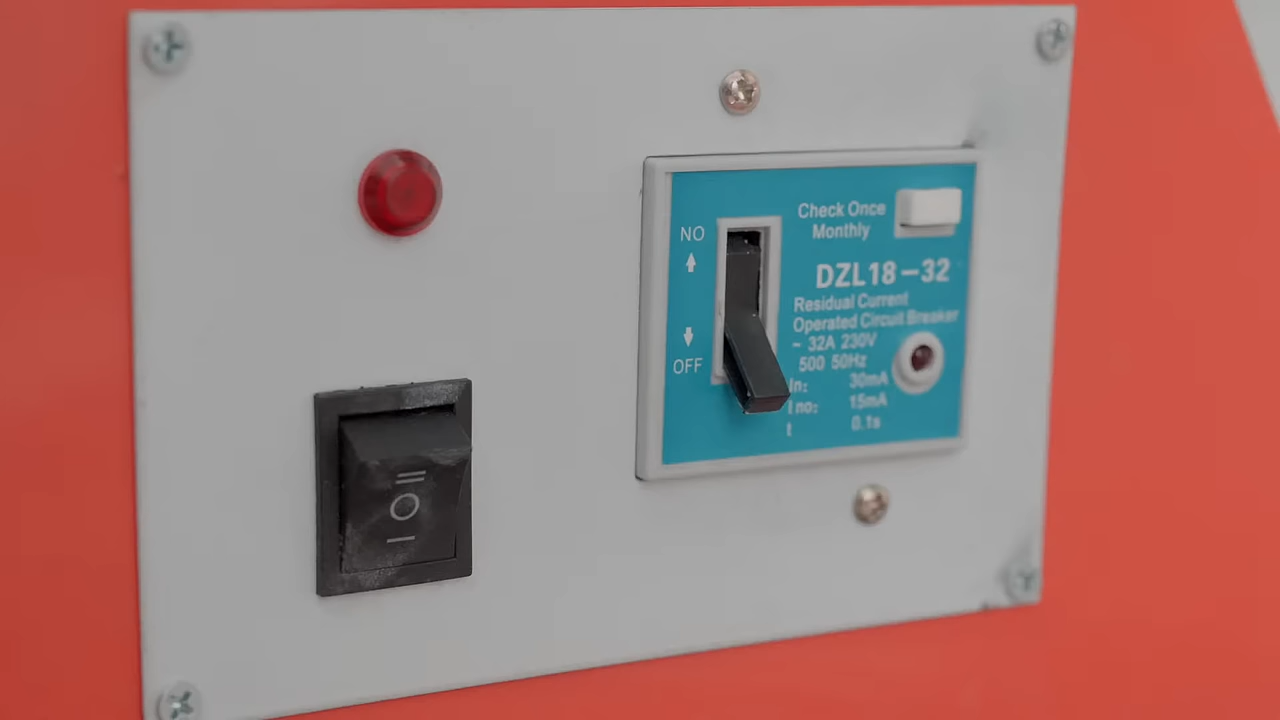 NO
OFF
Check Once
Monthly
DZL18-32
Residual Current
Operated Circuit Breaker
~ 32A 230V
500 50Hz
In: 30mA
I no: 15mA
t 0.1s
II
O
I